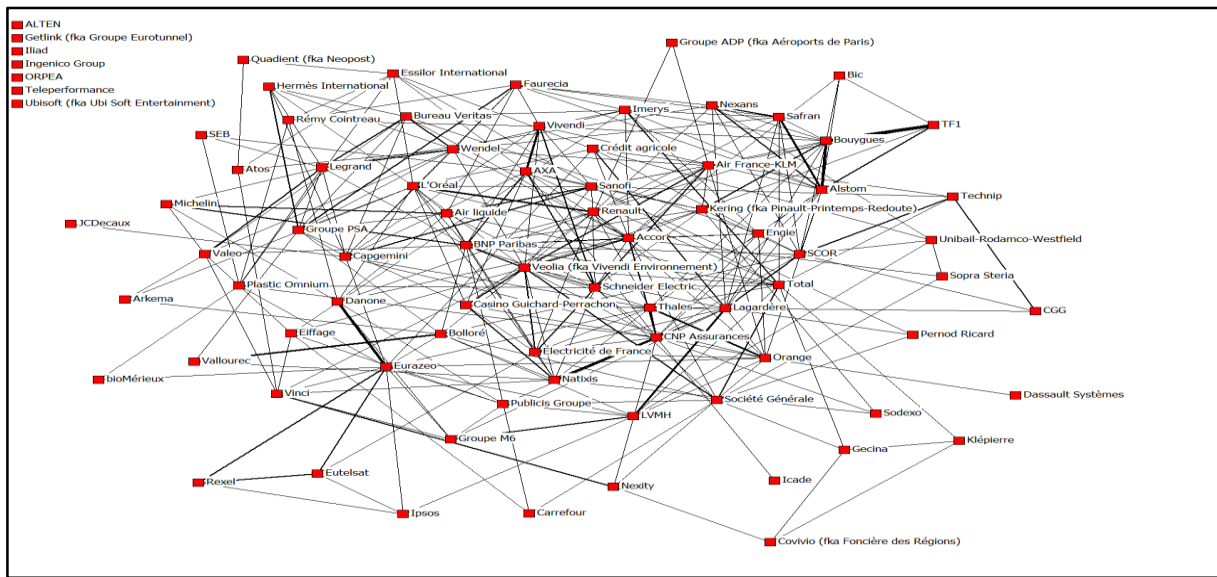 ALTEN
Getlink (fka Groupe Eurotunnel)
Iliad
Ingenico Group
ORPEA
Teleperformance
Ubisoft (fka Ubi Soft Entertainment)
Groupe ADP (fka Aéroports de Paris)
Quadient (fka Neopost)
Essilor International
Bic
Hermès International
Faurecia
Nexans
Imerys
Safran
Rémy Cointreau
Bureau Veritas
Vivendi
TF1
SEB
Bouygues
Wendel
Crédit agricole
Atos
Legrand
AXA
Air France-KLM
L'Oréal
Sanofi
Alstom
Technip
Michelin
Air liquide
Renault
Kering (fka Pinault-Printemps-Redoute)
JCDecaux
Groupe PSA
Engie
Accor
Unibail-Rodamco-Westfield
BNP Paribas
Valeo
Capgemini
SCOR
Veolia (fka Vivendi Environnement)
Sopra Steria
Plastic Omnium
Schneider Electric
Total
Arkema
Danone
Casino Guichard-Perrachon
Thales
Lagardère
CGG
Eiffage
Bolloré
CNP Assurances
Pernod Ricard
Électricité de France
Vallourec
Orange
Eurazeo
bioMérieux
Natixis
Vinci
Dassault Systèmes
Publicis Groupe
Société Générale
LVMH
Sodexo
Groupe M6
Klépierre
Gecina
Eutelsat
Rexel
Icade
Nexity
Ipsos
Carrefour
Covivio (fka Foncière des Régions)